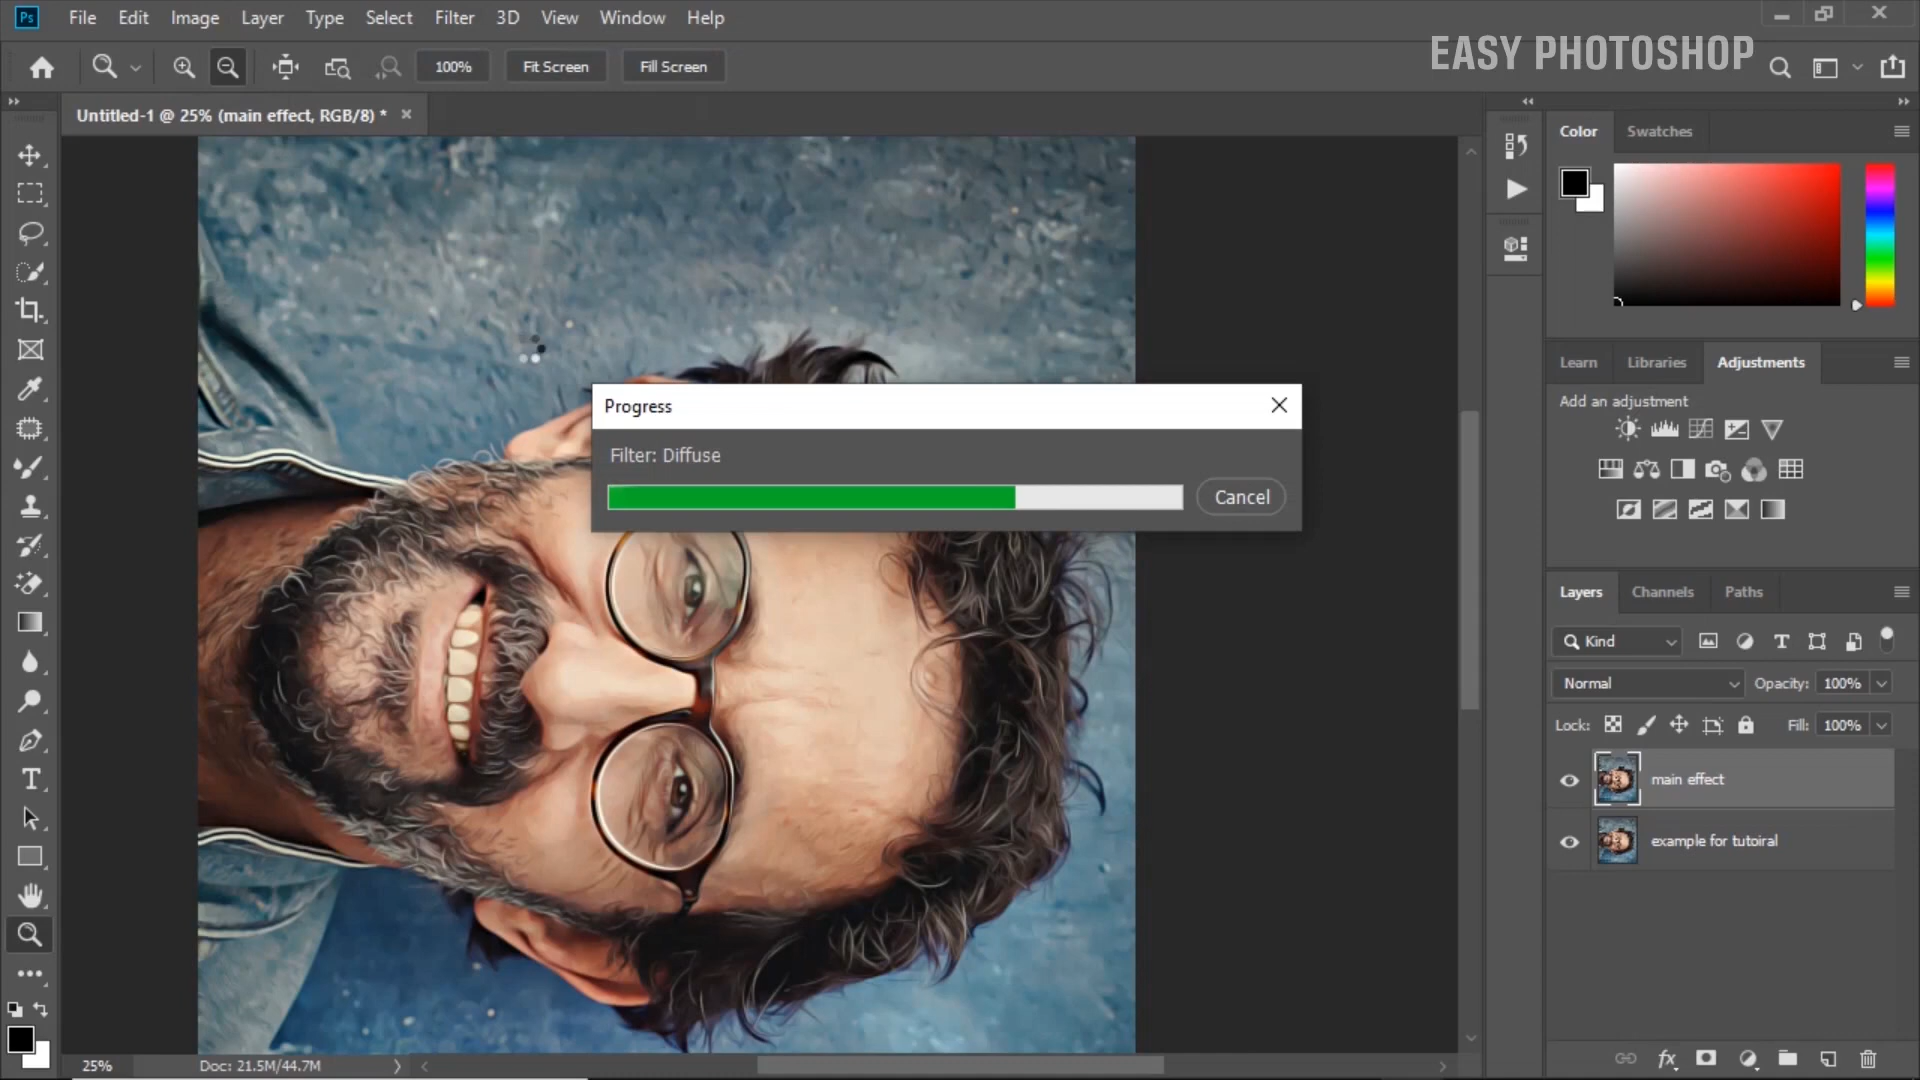 Ps File Edit Image Layer Type Select Filter 3D View Window Help
100% Fit Screen Fill Screen
EASY PHOTOSHOP
Untitled-1 @ 25% (main effect, RGB/8) *
Color Swatches
Learn Libraries Adjustments
Add an adjustment
Progress
Filter: Diffuse
Cancel
Layers Channels Paths
Kind
Normal Opacity: 100%
Lock: Fill: 100%
main effect
example for tutoiral
25% Doc: 21.5M/44.7M